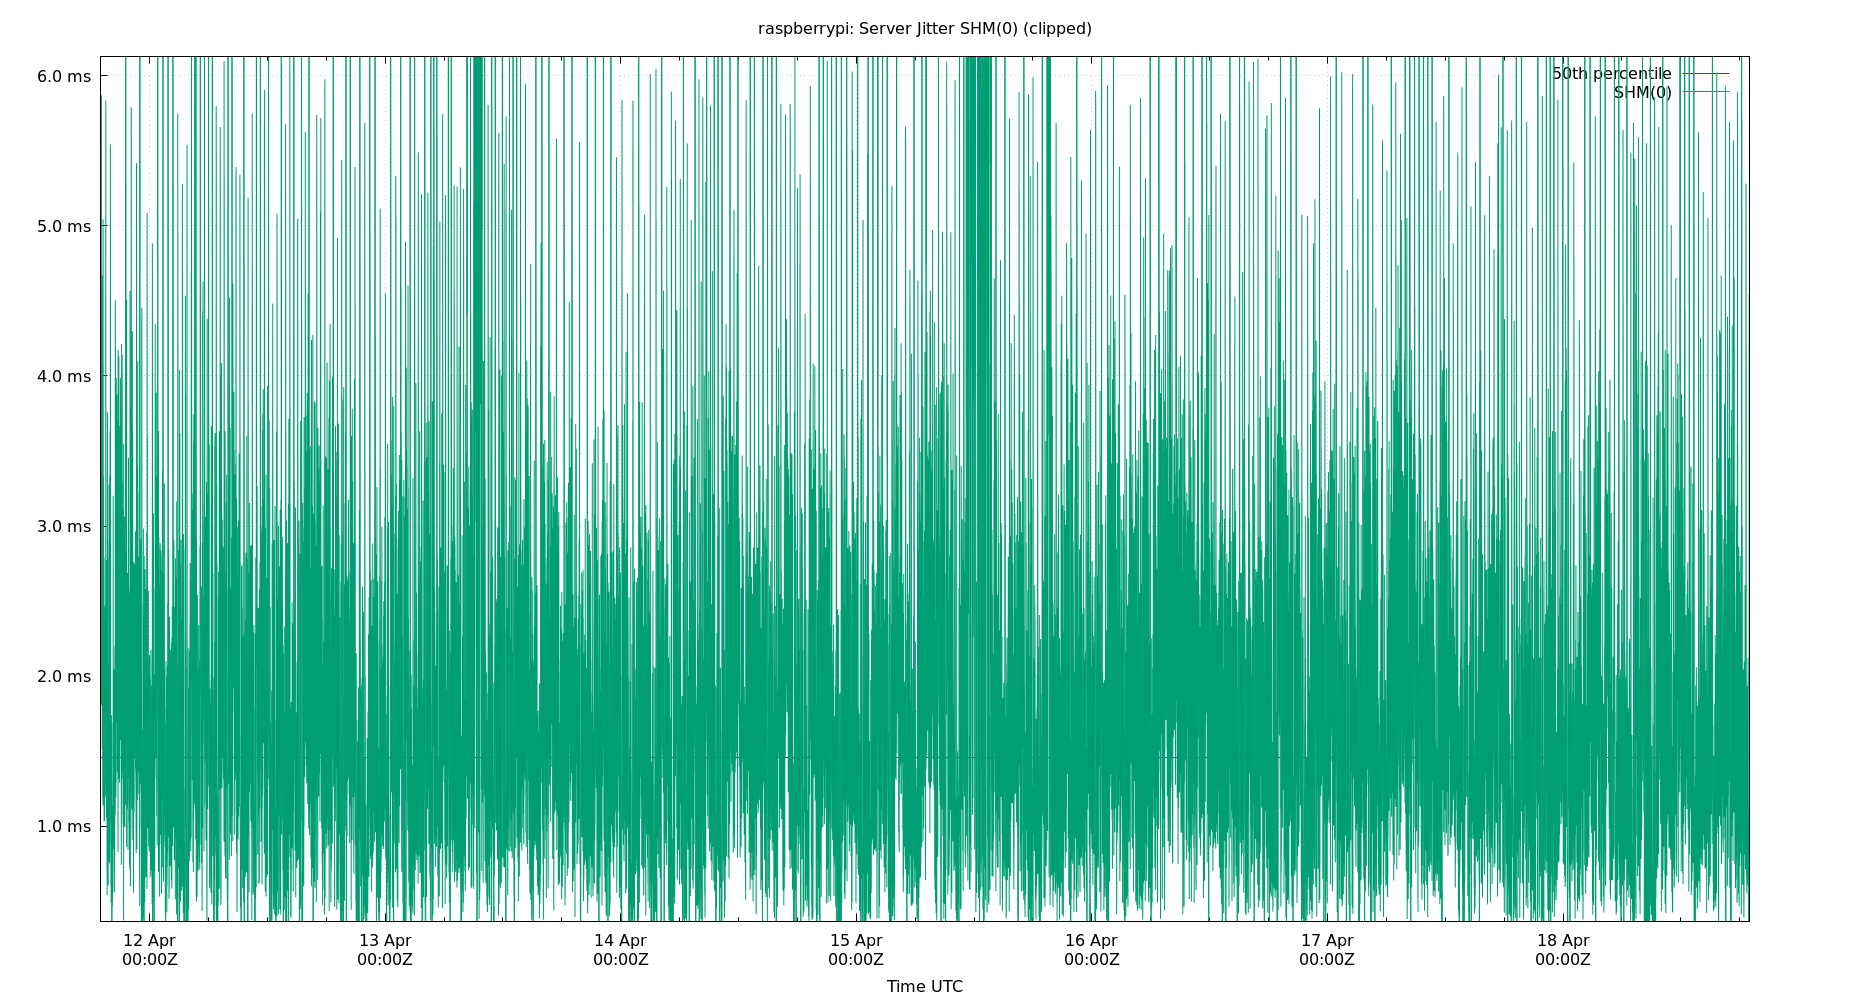 raspberrypi: Server Jitter SHM(0) (clipped)
6.0 ms
50th percentile
SHM(0)
5.0 ms
4.0 ms
3.0 ms
2.0 ms
1.0 ms
12 Apr 13 Apr 14 Apr 15 Apr 16 Apr 17 Apr 18 Apr
00:00Z 00:00Z 00:00Z 00:00Z 00:00Z 00:00Z 00:00Z
Time UTC